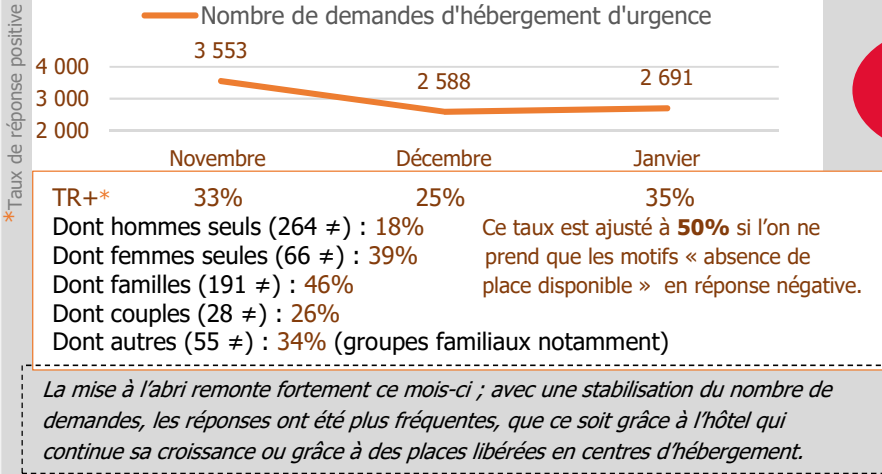 Nombre de demandes d'hébergement d'urgence
*Taux de réponse positive
3 553
2 588
2 691
4 000
3 000
2 000
Novembre Décembre Janvier
TR+* 33% 25% 35%
Dont hommes seuls (264 ≠) : 18%
Dont femmes seules (66 ≠) : 39%
Dont familles (191 ≠) : 46%
Dont couples (28 ≠) : 26%
Dont autres (55 ≠) : 34% (groupes familiaux notamment)
Ce taux est ajusté à 50% si l'on ne
prend que les motifs « absence de
place disponible » en réponse négative.
La mise à l'abri remonte fortement ce mois-ci ; avec une stabilisation du nombre de
demandes, les réponses ont été plus fréquentes, que ce soit grâce à l'hôtel qui
continue sa croissance ou grâce à des places libérées en centres d'hébergement.